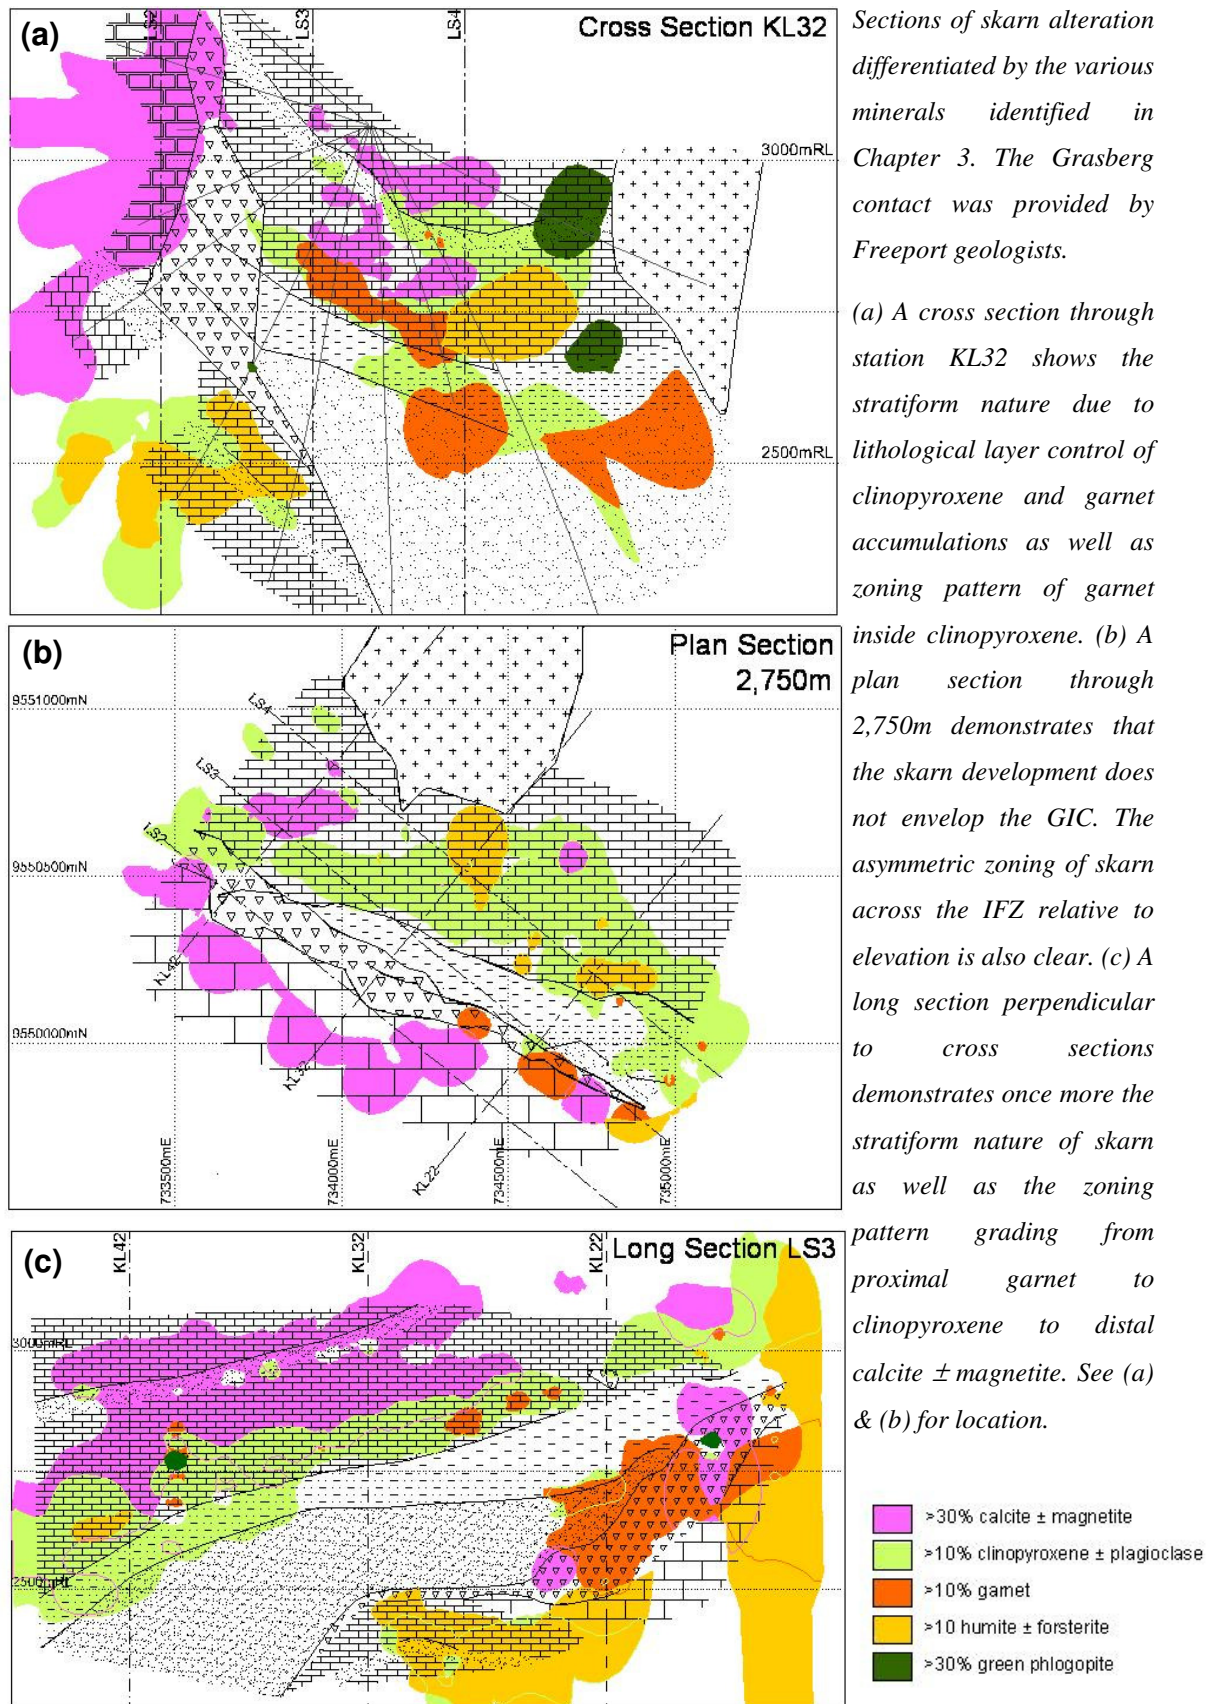 (a)
LS2
LS3
LS4
Cross Section KL32
3000mRL
2500mRL
(b)
Plan Section
2,750m
9551000mN
LS4
LS3
LS2
9550500mN
KL42
9550000mN
KL32
KL22
733500mE
734000mE
734500mE
735000mE
(c)
KL42
KL32
KL22
Long Section LS3
3000mRL
2500mRL
Sections of skarn alteration
differentiated by the various
minerals identified in
Chapter 3. The Grasberg
contact was provided by
Freeport geologists.
(a) A cross section through
station KL32 shows the
stratiform nature due to
lithological layer control of
clinopyroxene and garnet
accumulations as well as
zoning pattern of garnet
inside clinopyroxene. (b) A
plan section through
2,750m demonstrates that
the skarn development does
not envelop the GIC. The
asymmetric zoning of skarn
across the IFZ relative to
elevation is also clear. (c) A
long section perpendicular
to cross sections
demonstrates once more the
stratiform nature of skarn
as well as the zoning
pattern grading from
proximal garnet to
clinopyroxene to distal
calcite ± magnetite. See (a)
& (b) for location.
>30% calcite ± magnetite
>10% clinopyroxene ± plagioclase
>10% garnet
>10 humite ± forsterite
>30% green phlogopite